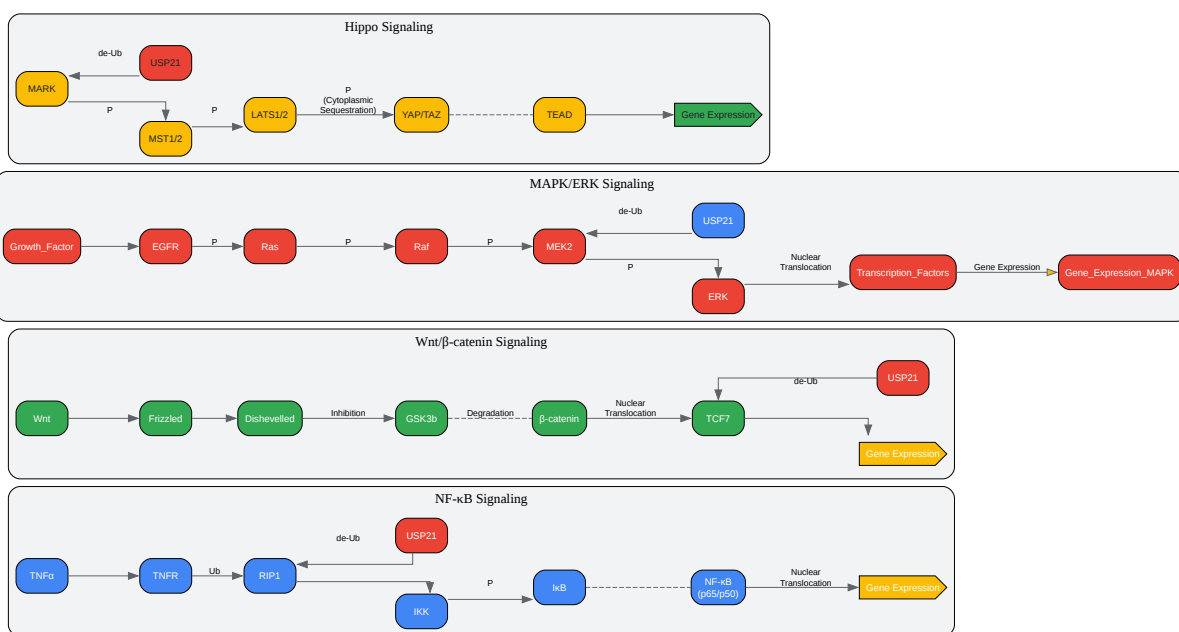 Hippo Signaling
de-Ub
USP21
MARK
P
P
MST1/2
LATS1/2
P
(Cytoplasmic
Sequestration)
YAP/TAZ
TEAD
Gene Expression
MAPK/ERK Signaling
Growth_Factor
EGFR
P
Ras
P
Raf
P
MEK2
de-Ub
USP21
P
ERK
Nuclear
Translocation
Transcription_Factors
Gene Expression
Gene_Expression_MAPK
Wnt/β-catenin Signaling
Wnt
Frizzled
Dishevelled
Inhibition
GSK3b
Degradation
β-catenin
Nuclear
Translocation
TCF7
de-Ub
USP21
Gene Expression
NF-κB Signaling
TNFα
TNFR
Ub
RIP1
de-Ub
USP21
IKK
P
IκB
NF-κB
(p65/p50)
Nuclear
Translocation
Gene Expression